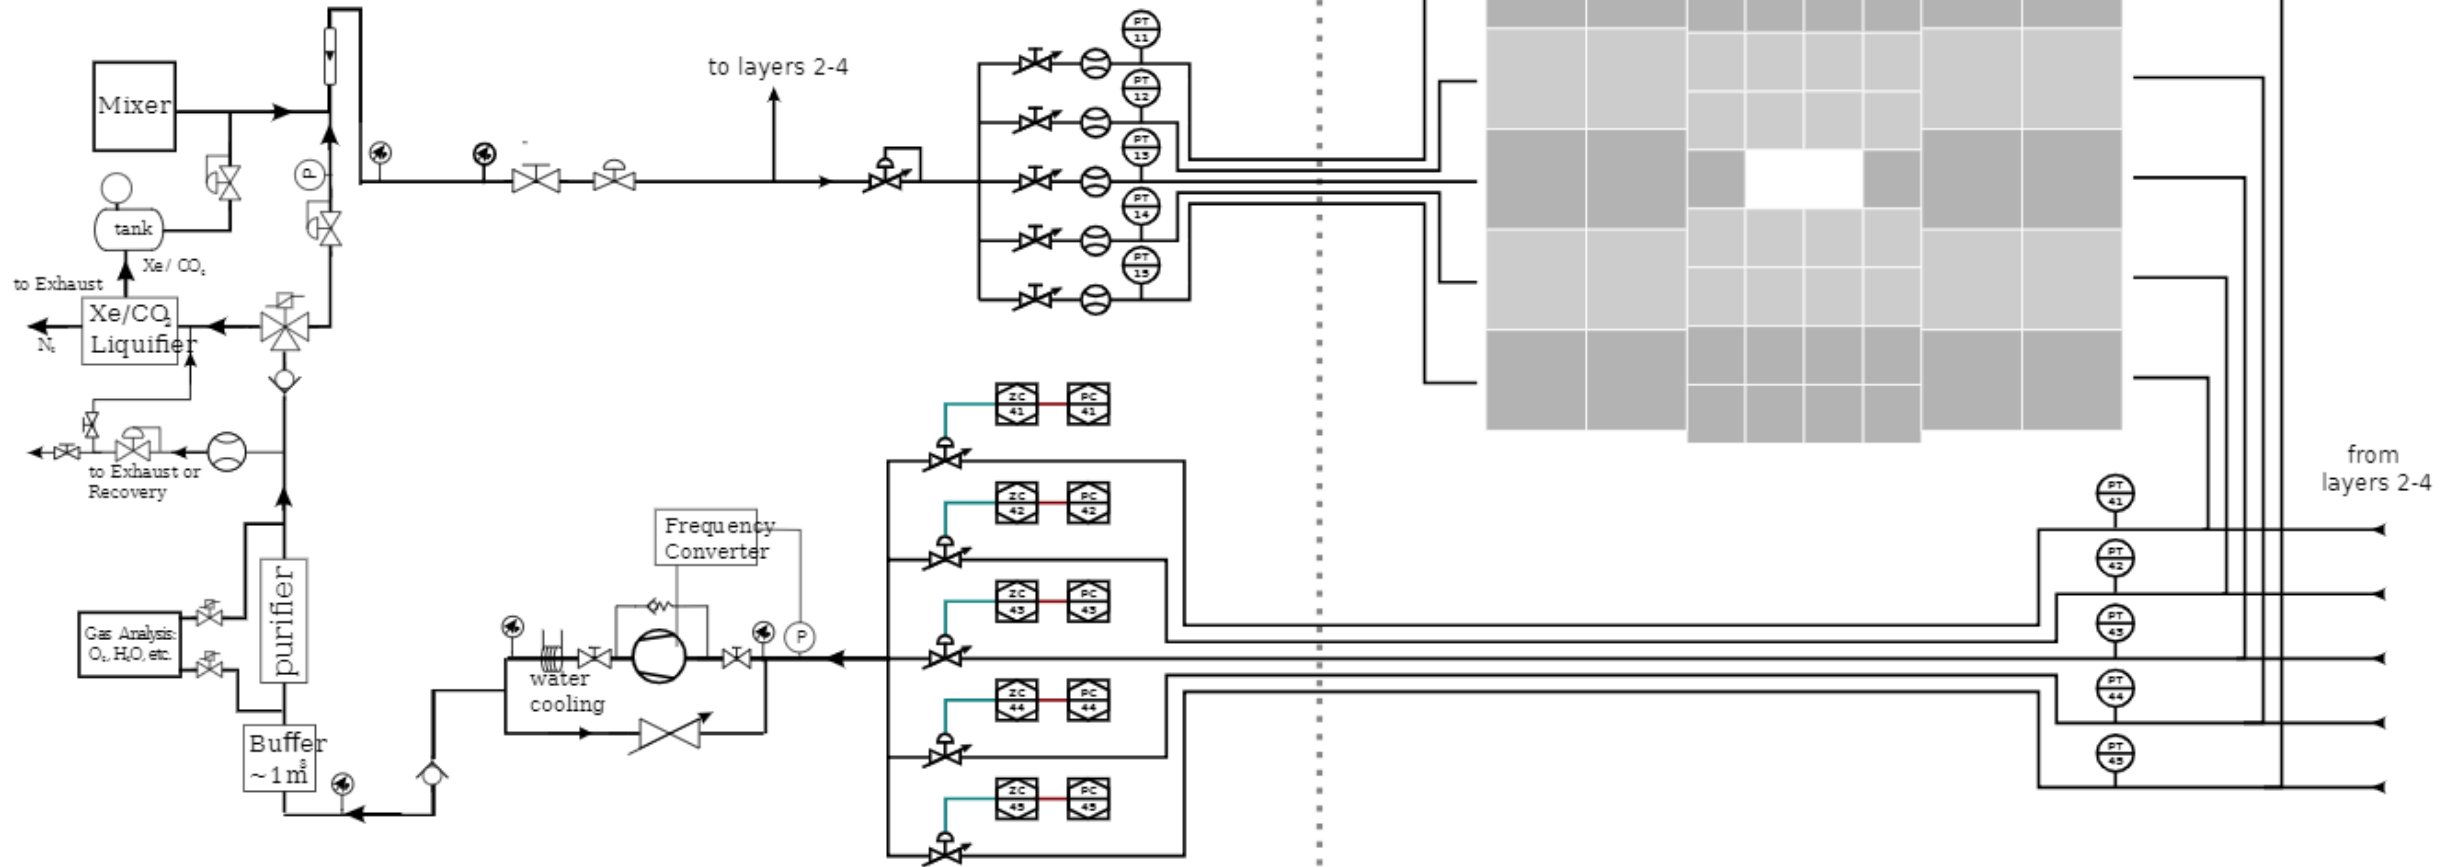 Mixer
tank
Xe/ CO₂
to Exhaust
Xe/CO₂
Liquifier
N₂
P
to Exhaust or
Recovery
purifier
Gas Analysis:
O₂, H₂O, etc.
Buffer
~1m³
to layers 2-4
PT
11
PT
12
PT
13
PT
14
PT
15
Frequency
Converter
P
water
cooling
ZC
41
PC
41
ZC
42
PC
42
ZC
43
PC
43
ZC
44
PC
44
ZC
45
PC
45
from
layers 2-4
PT
41
PT
42
PT
43
PT
44
PT
45